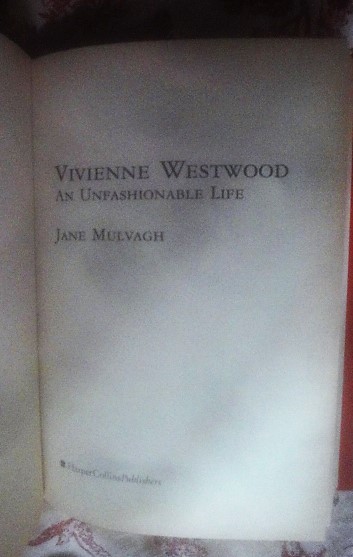 VIVIENNE WESTWOOD
AN UNFASHIONABLE LIFE
JANE MULVAGH
HarperCollinsPublishers